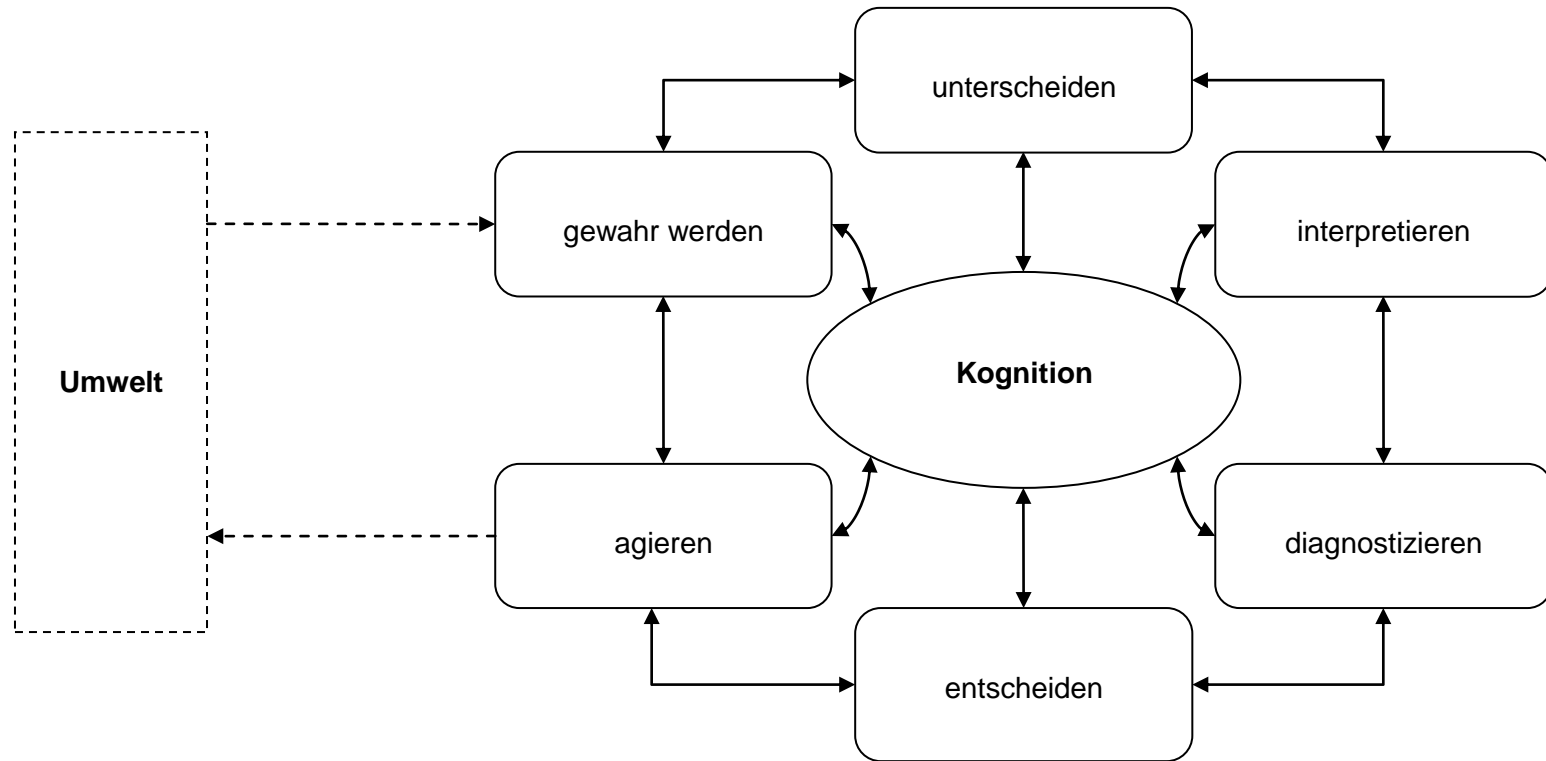 unterscheiden
gewahr werden
interpretieren
Umwelt
Kognition
agieren
diagnostizieren
entscheiden